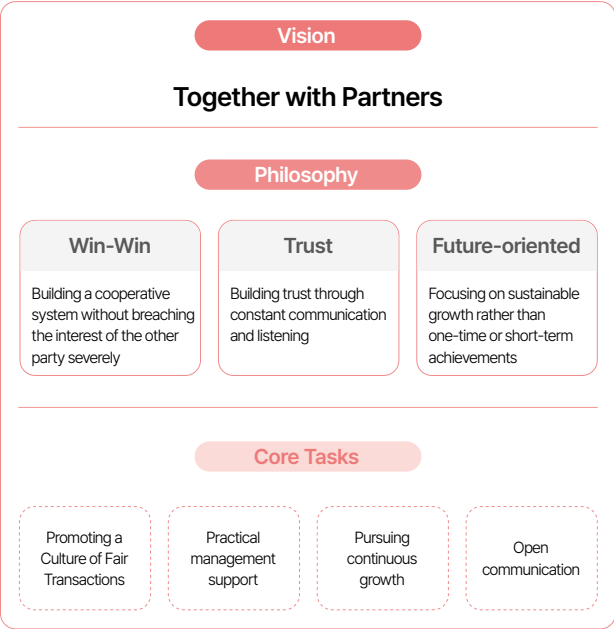 Vision
Together with Partners
Philosophy
Win-Win
Building a cooperative
system without breaching
the interest of the other
party severely
Trust
Building trust through
constant communication
and listening
Future-oriented
Focusing on sustainable
growth rather than
one-time or short-term
achievements
Core Tasks
Promoting a
Culture of Fair
Transactions
Practical
management
support
Pursuing
continuous
growth
Open
communication